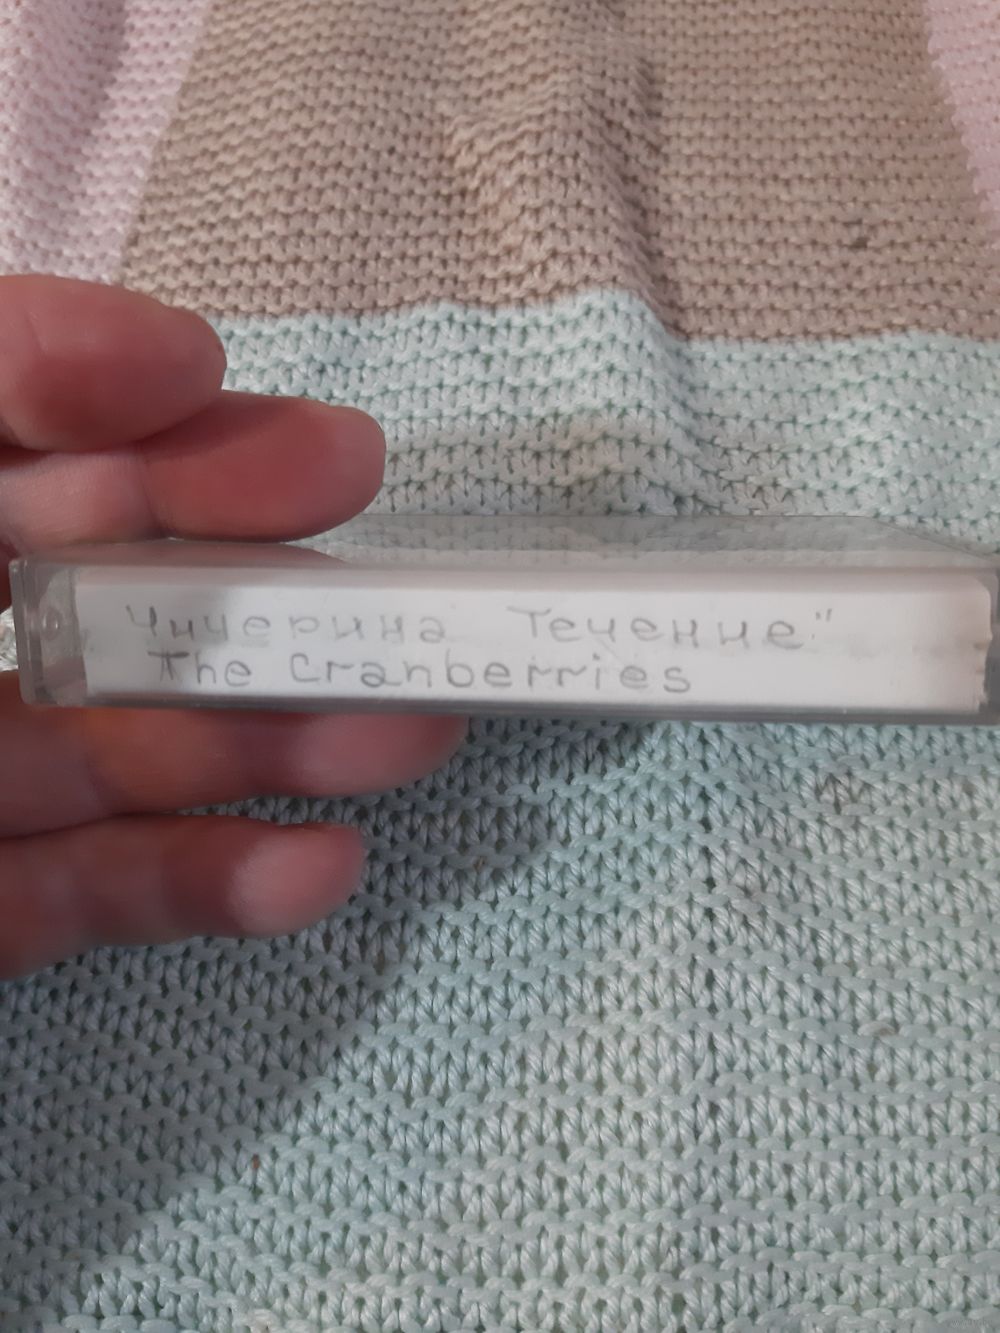 Чичерина Течение"
The Cranberries